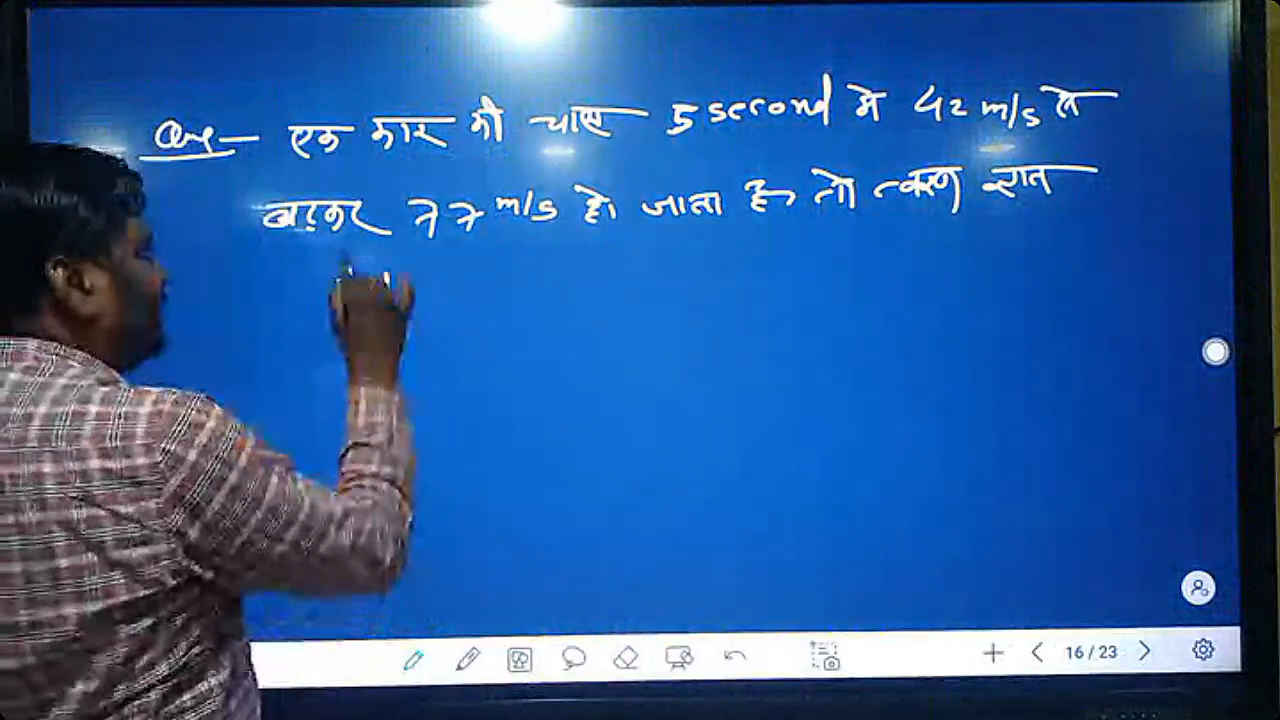 Que- एक कार की चाल 5 second मे 42 m/s से
बढ़कर 77 m/s हो जाता है, तो त्वरण ज्ञात
16 / 23